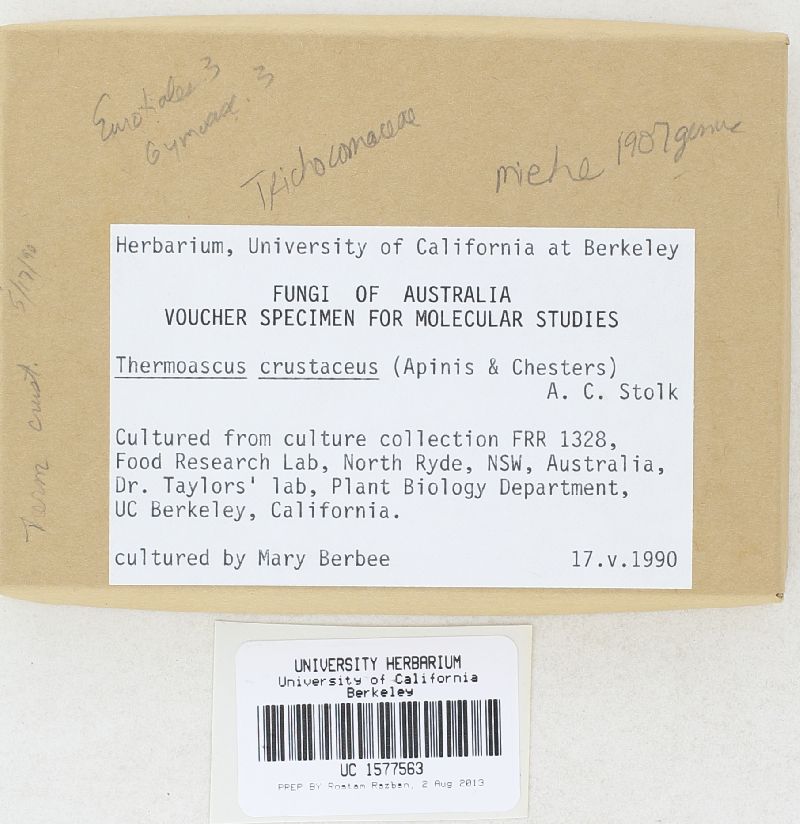 Eurotiales 3
Gymnoasc. 3
Trichocomaceae
miehe 1907 genus
Term crust. 5/17/90
Herbarium, University of California at Berkeley
FUNGI OF AUSTRALIA
VOUCHER SPECIMEN FOR MOLECULAR STUDIES
Thermoascus crustaceus (Apinis & Chesters)
A. C. Stolk
Cultured from culture collection FRR 1328,
Food Research Lab, North Ryde, NSW, Australia,
Dr. Taylors' lab, Plant Biology Department,
UC Berkeley, California.
cultured by Mary Berbee 17.v.1990
UNIVERSITY HERBARIUM
University of California
Berkeley
UC 1577563
PREP BY Rostam Razban, 2 Aug 2013